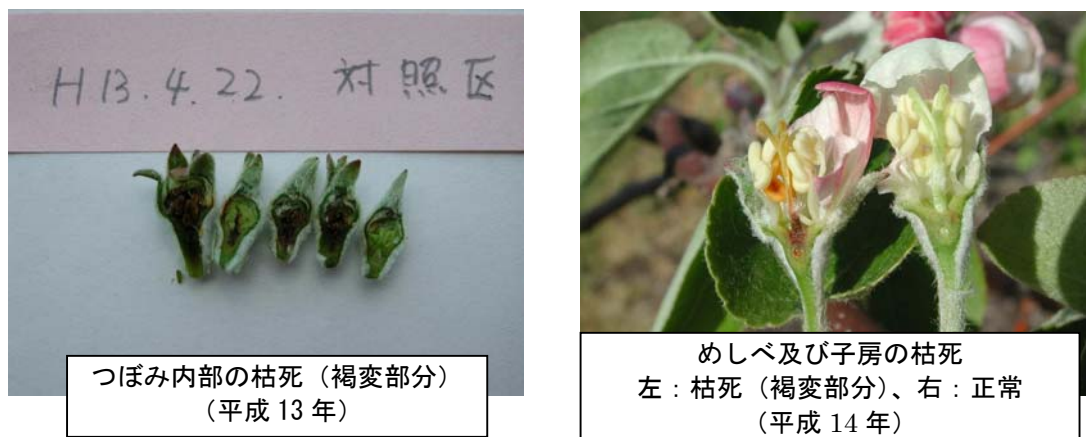 H13.4.22. 対照区
つぼみ内部の枯死（褐変部分）
（平成 13 年）
めしべ及び子房の枯死
左：枯死（褐変部分）、右：正常
（平成 14 年）